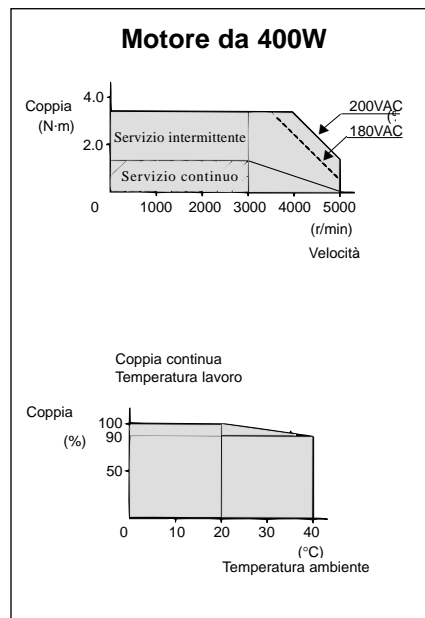 Motore da 400W
Coppia
(N·m)
4.0
2.0
200VAC
180VAC
Servizio intermittente
Servizio continuo
0 1000 2000 3000 4000 5000
(r/min)
Velocità
Coppia continua
Temperatura lavoro
Coppia
(%)
100
90
50
0 10 20 30 40
(°C)
Temperatura ambiente